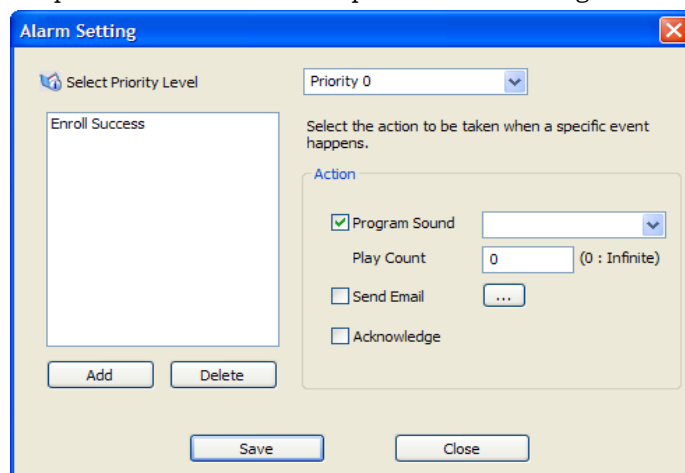 Alarm Setting
Select Priority Level
Priority 0
Enroll Success
Select the action to be taken when a specific event
happens.
Action
Program Sound
Play Count
0
(0 : Infinite)
Send Email
...
Acknowledge
Add
Delete
Save
Close